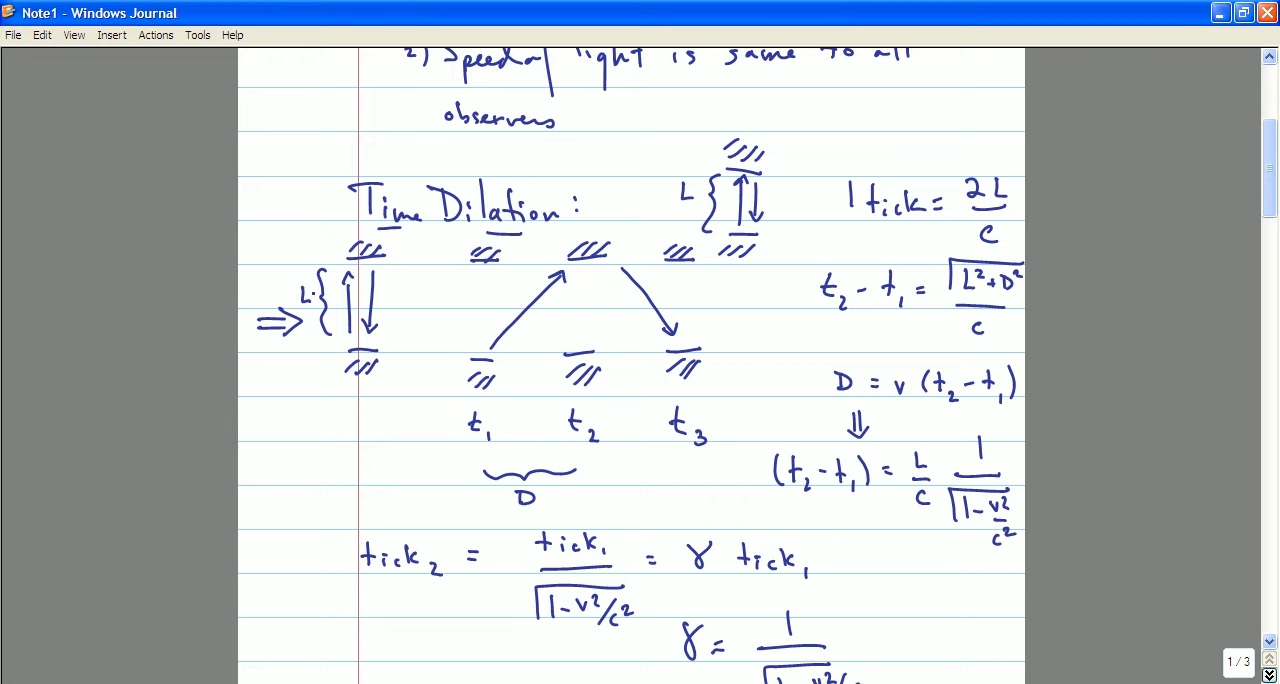 Note1 - Windows Journal
File Edit View Insert Actions Tools Help
2) Speed of light is same to all
observers
Time Dilation:
L
1 tick = 2L/c
L
t₂ - t₁ = √(L² + D²)/c
D = v (t₂ - t₁)
⇓
t₁ t₂ t₃
(t₂ - t₁) = L/c 1/√(1 - v²/c²)
D
tick₂ = tick₁/√(1 - v²/c²) = γ tick₁
γ = 1/√(1 - v²/c
1 / 3